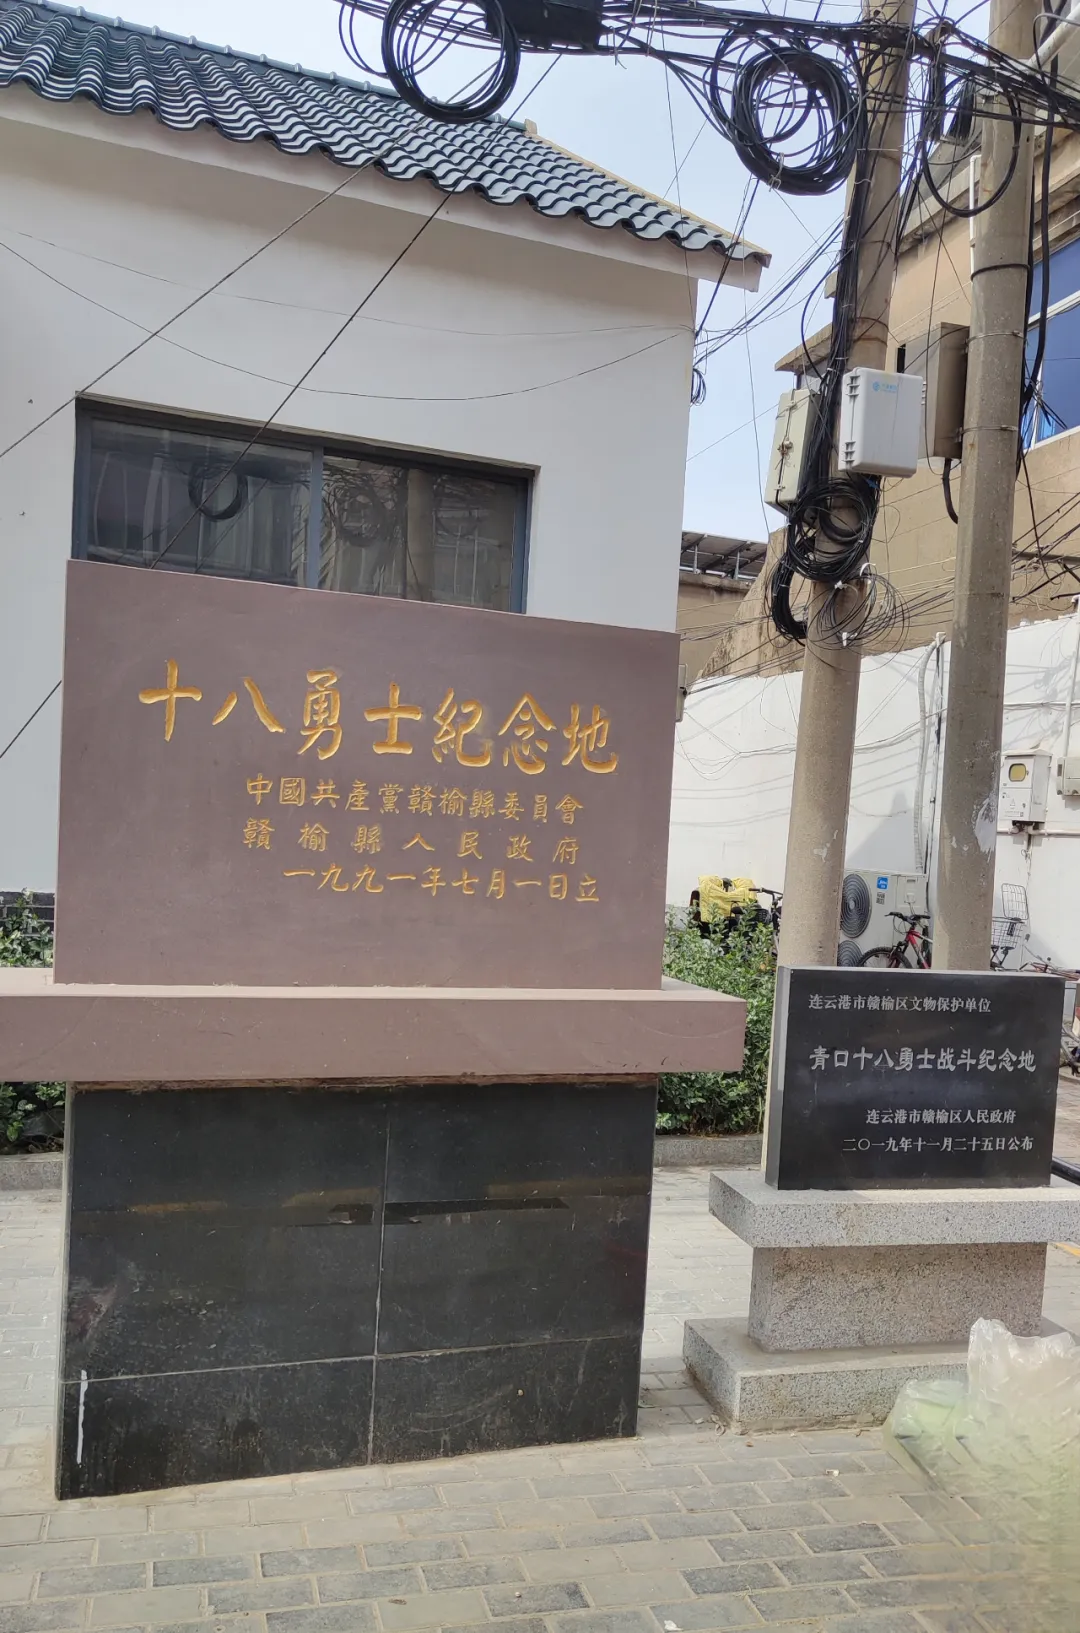 十八勇士紀念地
中國共產黨贛榆縣委員會
贛榆縣人民政府
一九九一年七月一日立
连云港市赣榆区文物保护单位
青口十八勇士战斗纪念地
连云港市赣榆区人民政府
二〇一九年十一月二十五日公布